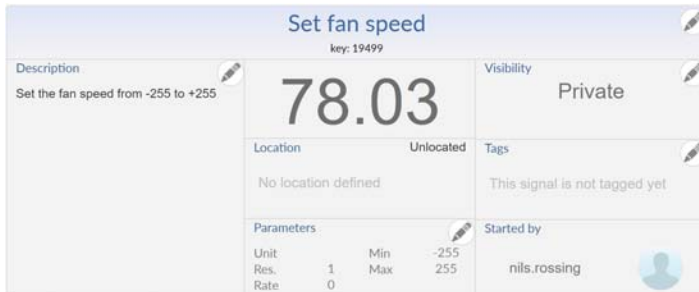 Set fan speed
key: 19499
Description
Set the fan speed from -255 to +255
78.03
Visibility
Private
Location Unlocated
No location defined
Tags
This signal is not tagged yet
Parameters
Unit Min -255
Res. 1 Max 255
Rate 0
Started by
nils.rossing